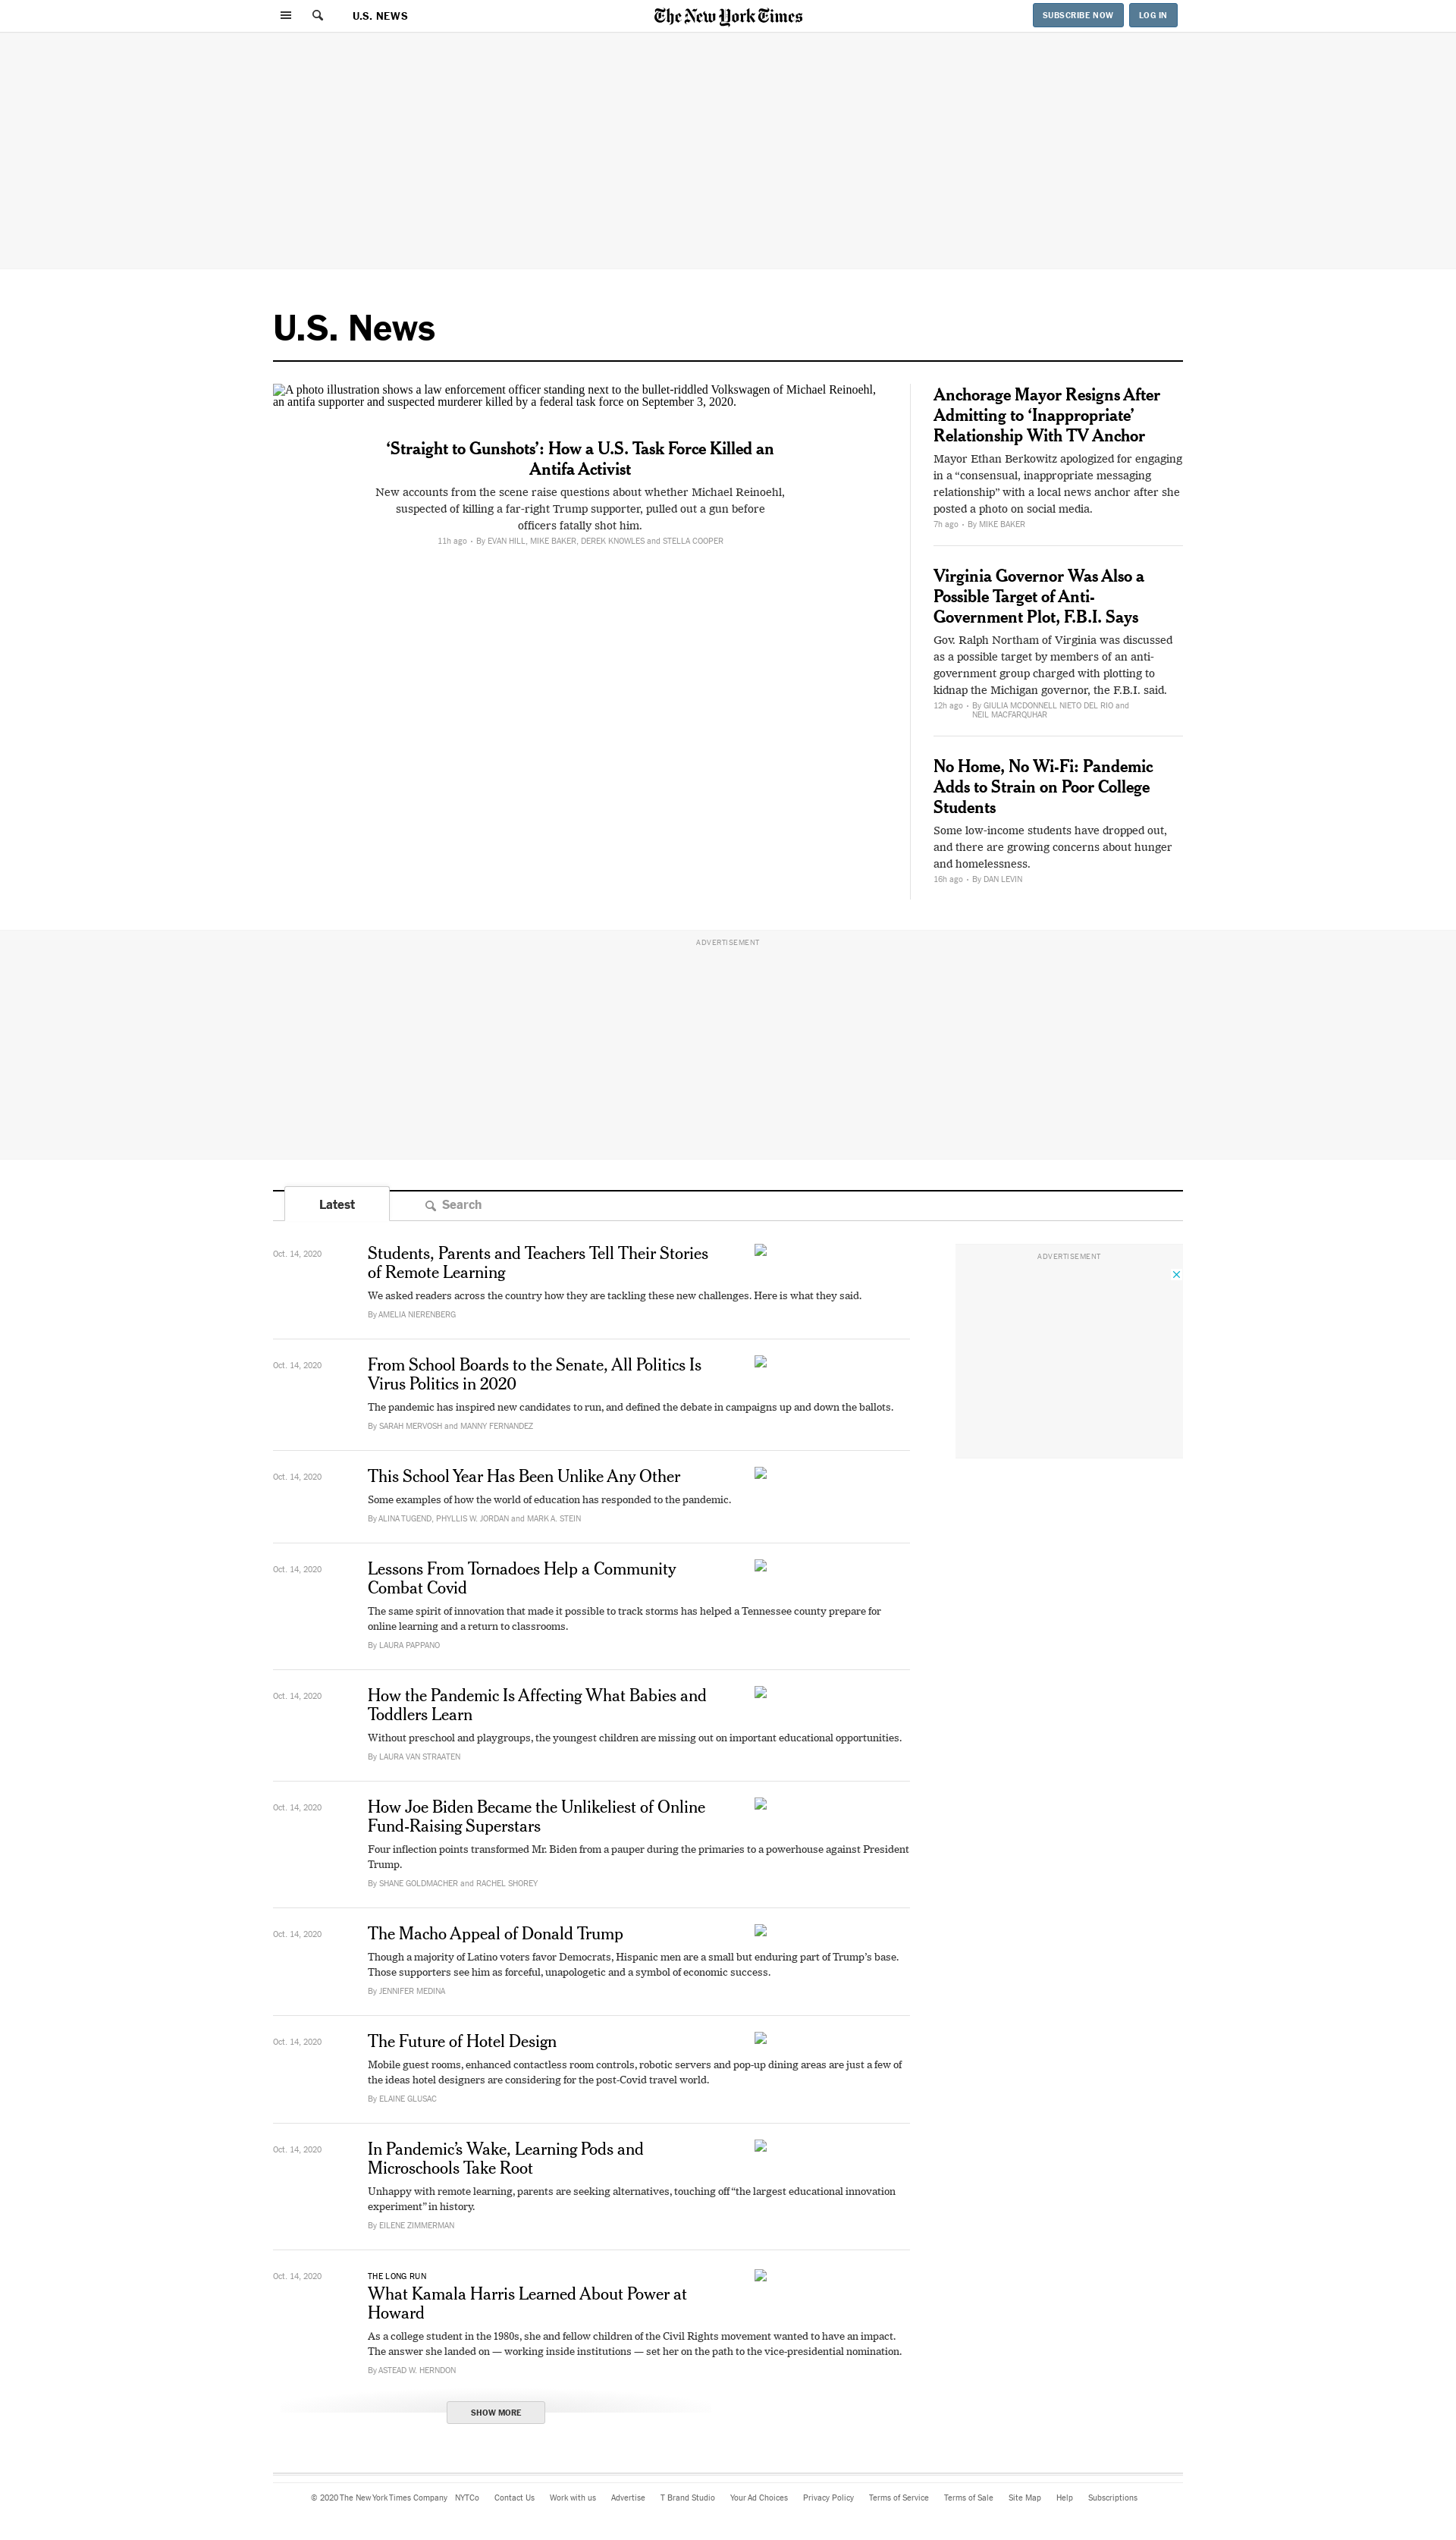 U.S. NEWS
The New York Times
SUBSCRIBE NOW
LOG IN
U.S. News
A photo illustration shows a law enforcement officer standing next to the bullet-riddled Volkswagen of Michael Reinoehl,
an antifa supporter and suspected murderer killed by a federal task force on September 3, 2020.
‘Straight to Gunshots’: How a U.S. Task Force Killed an
Antifa Activist
New accounts from the scene raise questions about whether Michael Reinoehl,
suspected of killing a far-right Trump supporter, pulled out a gun before
officers fatally shot him.
11h ago • By EVAN HILL, MIKE BAKER, DEREK KNOWLES and STELLA COOPER
Anchorage Mayor Resigns After
Admitting to ‘Inappropriate’
Relationship With TV Anchor
Mayor Ethan Berkowitz apologized for engaging
in a “consensual, inappropriate messaging
relationship” with a local news anchor after she
posted a photo on social media.
7h ago • By MIKE BAKER
Virginia Governor Was Also a
Possible Target of Anti-
Government Plot, F.B.I. Says
Gov. Ralph Northam of Virginia was discussed
as a possible target by members of an anti-
government group charged with plotting to
kidnap the Michigan governor, the F.B.I. said.
12h ago • By GIULIA MCDONNELL NIETO DEL RIO and
NEIL MACFARQUHAR
No Home, No Wi-Fi: Pandemic
Adds to Strain on Poor College
Students
Some low-income students have dropped out,
and there are growing concerns about hunger
and homelessness.
16h ago • By DAN LEVIN
ADVERTISEMENT
Latest
Search
ADVERTISEMENT
Oct. 14, 2020
Students, Parents and Teachers Tell Their Stories
of Remote Learning
We asked readers across the country how they are tackling these new challenges. Here is what they said.
By AMELIA NIERENBERG
Oct. 14, 2020
From School Boards to the Senate, All Politics Is
Virus Politics in 2020
The pandemic has inspired new candidates to run, and defined the debate in campaigns up and down the ballots.
By SARAH MERVOSH and MANNY FERNANDEZ
Oct. 14, 2020
This School Year Has Been Unlike Any Other
Some examples of how the world of education has responded to the pandemic.
By ALINA TUGEND, PHYLLIS W. JORDAN and MARK A. STEIN
Oct. 14, 2020
Lessons From Tornadoes Help a Community
Combat Covid
The same spirit of innovation that made it possible to track storms has helped a Tennessee county prepare for
online learning and a return to classrooms.
By LAURA PAPPANO
Oct. 14, 2020
How the Pandemic Is Affecting What Babies and
Toddlers Learn
Without preschool and playgroups, the youngest children are missing out on important educational opportunities.
By LAURA VAN STRAATEN
Oct. 14, 2020
How Joe Biden Became the Unlikeliest of Online
Fund-Raising Superstars
Four inflection points transformed Mr. Biden from a pauper during the primaries to a powerhouse against President
Trump.
By SHANE GOLDMACHER and RACHEL SHOREY
Oct. 14, 2020
The Macho Appeal of Donald Trump
Though a majority of Latino voters favor Democrats, Hispanic men are a small but enduring part of Trump’s base.
Those supporters see him as forceful, unapologetic and a symbol of economic success.
By JENNIFER MEDINA
Oct. 14, 2020
The Future of Hotel Design
Mobile guest rooms, enhanced contactless room controls, robotic servers and pop-up dining areas are just a few of
the ideas hotel designers are considering for the post-Covid travel world.
By ELAINE GLUSAC
Oct. 14, 2020
In Pandemic’s Wake, Learning Pods and
Microschools Take Root
Unhappy with remote learning, parents are seeking alternatives, touching off “the largest educational innovation
experiment” in history.
By EILENE ZIMMERMAN
Oct. 14, 2020
THE LONG RUN
What Kamala Harris Learned About Power at
Howard
As a college student in the 1980s, she and fellow children of the Civil Rights movement wanted to have an impact.
The answer she landed on — working inside institutions — set her on the path to the vice-presidential nomination.
By ASTEAD W. HERNDON
SHOW MORE
© 2020 The New York Times Company NYTCo Contact Us Work with us Advertise T Brand Studio Your Ad Choices Privacy Policy Terms of Service Terms of Sale Site Map Help Subscriptions